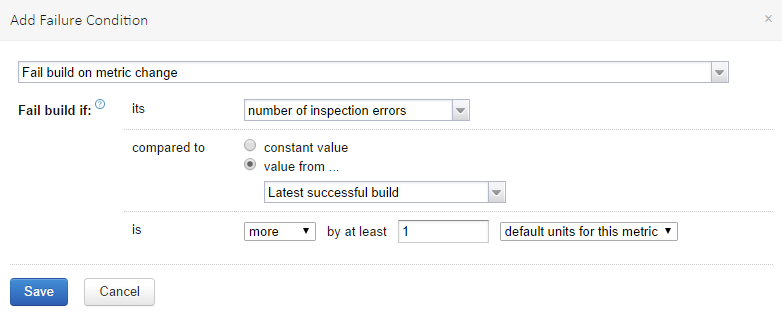 Add Failure Condition ×
Fail build on metric change
Fail build if: ? its number of inspection errors
compared to constant value
value from ...
Latest successful build
is more by at least 1 default units for this metric
Save Cancel